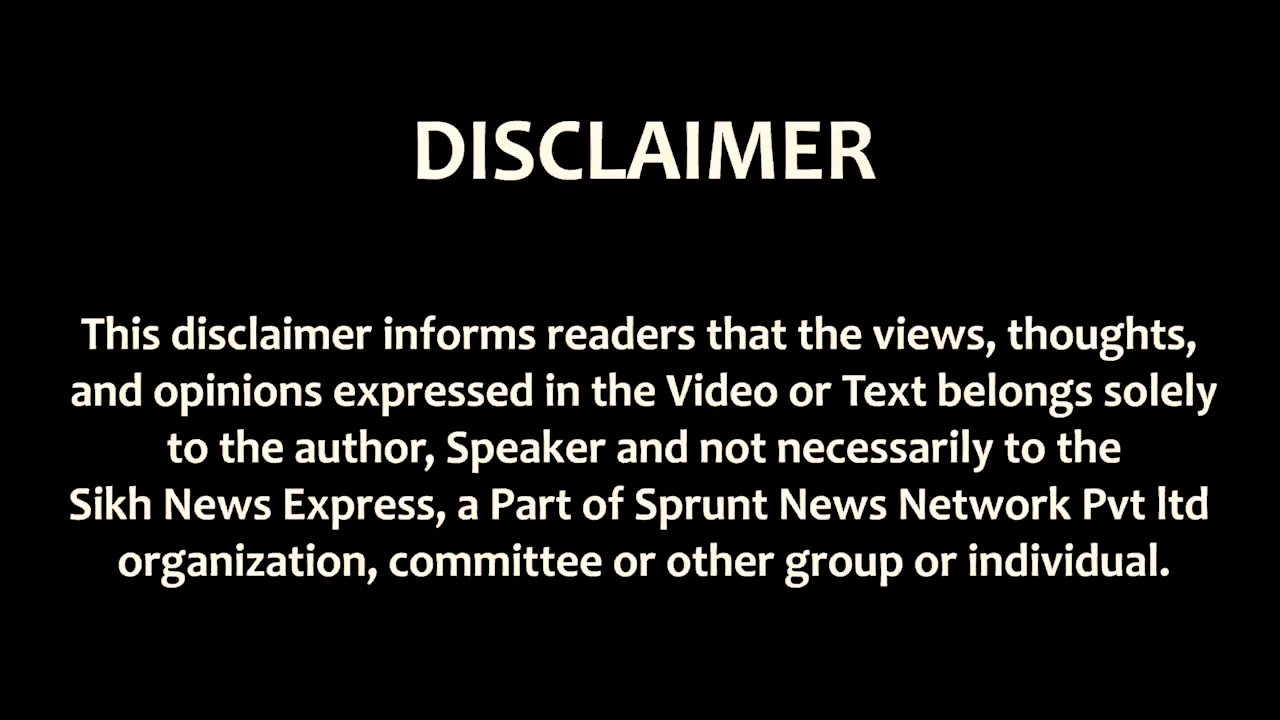 DISCLAIMER
This disclaimer informs readers that the views, thoughts,
and opinions expressed in the Video or Text belongs solely
to the author, Speaker and not necessarily to the
Sikh News Express, a Part of Sprunt News Network Pvt ltd
organization, committee or other group or individual.